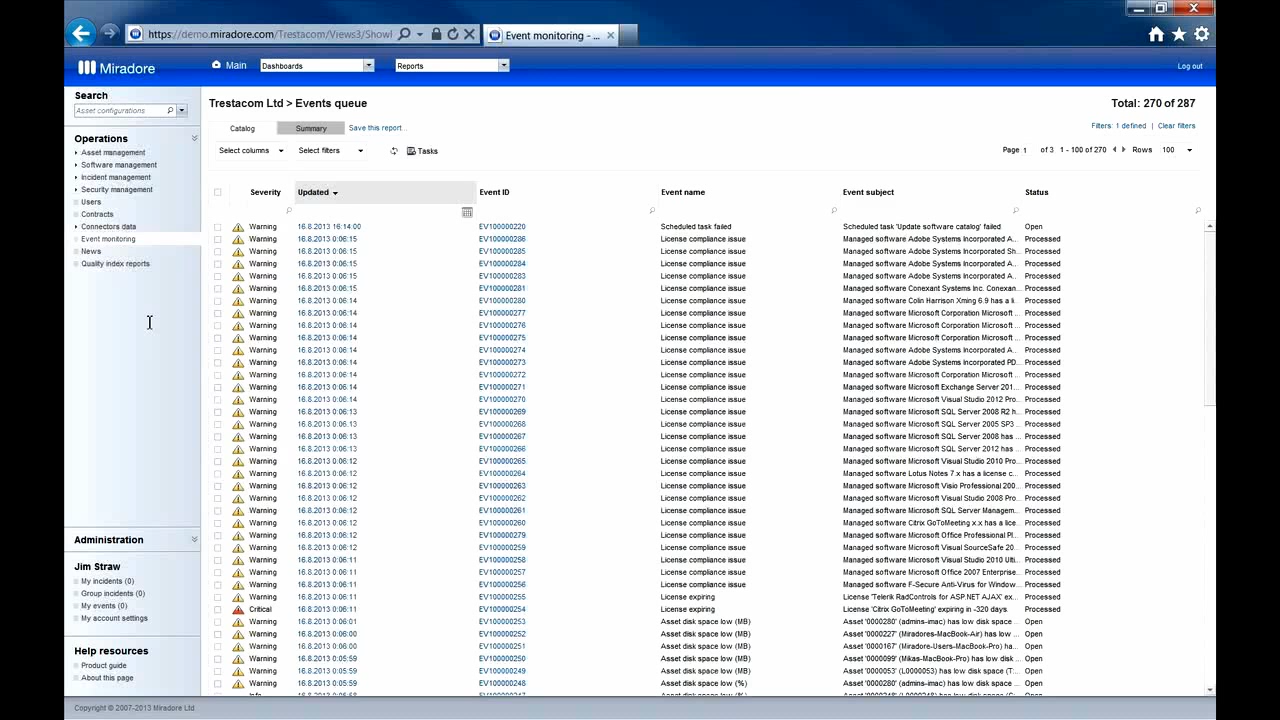 https://demo.miradore.com/Trestacom/Views3/Showl
Event monitoring - ...
Miradore
Main
Dashboards
Reports
Log out
Search
Asset configurations
Operations
Asset management
Software management
Incident management
Security management
Users
Contracts
Connectors data
Event monitoring
News
Quality index reports
Administration
Jim Straw
My incidents (0)
Group incidents (0)
My events (0)
My account settings
Help resources
Product guide
About this page
Trestacom Ltd > Events queue
Total: 270 of 287
Catalog Summary Save this report...
Filters: 1 defined | Clear filters
Select columns Select filters Tasks
Page 1 of 3 1 - 100 of 270 Rows 100
Severity Updated Event ID Event name Event subject Status
Warning 16.8.2013 16:14:00 EV100000220 Scheduled task failed Scheduled task 'Update software catalog' failed Open
Warning 16.8.2013 0:06:15 EV100000286 License compliance issue Managed software Adobe Systems Incorporated A... Processed
Warning 16.8.2013 0:06:15 EV100000285 License compliance issue Managed software Adobe Systems Incorporated Sh... Processed
Warning 16.8.2013 0:06:15 EV100000284 License compliance issue Managed software Adobe Systems Incorporated A... Processed
Warning 16.8.2013 0:06:15 EV100000283 License compliance issue Managed software Adobe Systems Incorporated A... Processed
Warning 16.8.2013 0:06:15 EV100000281 License compliance issue Managed software Conexant Systems Inc. Conexan... Processed
Warning 16.8.2013 0:06:14 EV100000280 License compliance issue Managed software Colin Harrison Xming 6.9 has a li... Processed
Warning 16.8.2013 0:06:14 EV100000277 License compliance issue Managed software Microsoft Corporation Microsoft ... Processed
Warning 16.8.2013 0:06:14 EV100000276 License compliance issue Managed software Microsoft Corporation Microsoft ... Processed
Warning 16.8.2013 0:06:14 EV100000275 License compliance issue Managed software Microsoft Corporation Microsoft ... Processed
Warning 16.8.2013 0:06:14 EV100000274 License compliance issue Managed software Adobe Systems Incorporated A... Processed
Warning 16.8.2013 0:06:14 EV100000273 License compliance issue Managed software Adobe Systems Incorporated PD... Processed
Warning 16.8.2013 0:06:14 EV100000272 License compliance issue Managed software Microsoft Corporation Microsoft ... Processed
Warning 16.8.2013 0:06:14 EV100000271 License compliance issue Managed software Microsoft Exchange Server 201... Processed
Warning 16.8.2013 0:06:14 EV100000270 License compliance issue Managed software Microsoft Visual Studio 2012 Pro... Processed
Warning 16.8.2013 0:06:13 EV100000269 License compliance issue Managed software Microsoft SQL Server 2008 R2 h... Processed
Warning 16.8.2013 0:06:13 EV100000268 License compliance issue Managed software Microsoft SQL Server 2005 SP3 ... Processed
Warning 16.8.2013 0:06:13 EV100000267 License compliance issue Managed software Microsoft SQL Server 2008 has ... Processed
Warning 16.8.2013 0:06:13 EV100000266 License compliance issue Managed software Microsoft SQL Server 2012 has ... Processed
Warning 16.8.2013 0:06:12 EV100000265 License compliance issue Managed software Microsoft Visual Studio 2010 Pro... Processed
Warning 16.8.2013 0:06:12 EV100000264 License compliance issue Managed software Lotus Notes 7.x has a license c... Processed
Warning 16.8.2013 0:06:12 EV100000263 License compliance issue Managed software Microsoft Visio Professional 200... Processed
Warning 16.8.2013 0:06:12 EV100000262 License compliance issue Managed software Microsoft Visual Studio 2008 Pro... Processed
Warning 16.8.2013 0:06:12 EV100000261 License compliance issue Managed software Microsoft SQL Server Managem... Processed
Warning 16.8.2013 0:06:12 EV100000260 License compliance issue Managed software Citrix GoToMeeting x.x has a lice... Processed
Warning 16.8.2013 0:06:12 EV100000279 License compliance issue Managed software Microsoft Office Professional Pl... Processed
Warning 16.8.2013 0:06:12 EV100000259 License compliance issue Managed software Microsoft Visual SourceSafe 20... Processed
Warning 16.8.2013 0:06:11 EV100000258 License compliance issue Managed software Microsoft Visual Studio 2010 Ulti... Processed
Warning 16.8.2013 0:06:11 EV100000257 License compliance issue Managed software Microsoft Office 2007 Enterprise... Processed
Warning 16.8.2013 0:06:11 EV100000256 License compliance issue Managed software F-Secure Anti-Virus for Window... Processed
Warning 16.8.2013 0:06:11 EV100000255 License expiring License 'Telerik RadControls for ASP.NET AJAX' ex... Processed
Critical 16.8.2013 0:06:11 EV100000254 License expiring License 'Citrix GoToMeeting' expiring in -320 days. Processed
Warning 16.8.2013 0:06:01 EV100000253 Asset disk space low (MB) Asset '0000280' (admins-imac) has low disk space ... Open
Warning 16.8.2013 0:06:00 EV100000252 Asset disk space low (MB) Asset '0000227' (Miradores-MacBook-Air) has low ... Open
Warning 16.8.2013 0:06:00 EV100000251 Asset disk space low (MB) Asset '0000167' (Miradore-Users-MacBook-Pro) ha... Open
Warning 16.8.2013 0:05:59 EV100000250 Asset disk space low (MB) Asset '0000099' (Mikas-MacBook-Pro) has low disk ... Open
Warning 16.8.2013 0:05:59 EV100000249 Asset disk space low (MB) Asset '0000053' (L0000053) has low disk space (T... Open
Warning 16.8.2013 0:05:59 EV100000248 Asset disk space low (%) Asset '0000280' (admins-imac) has low disk space ... Open
Copyright © 2007-2013 Miradore Ltd